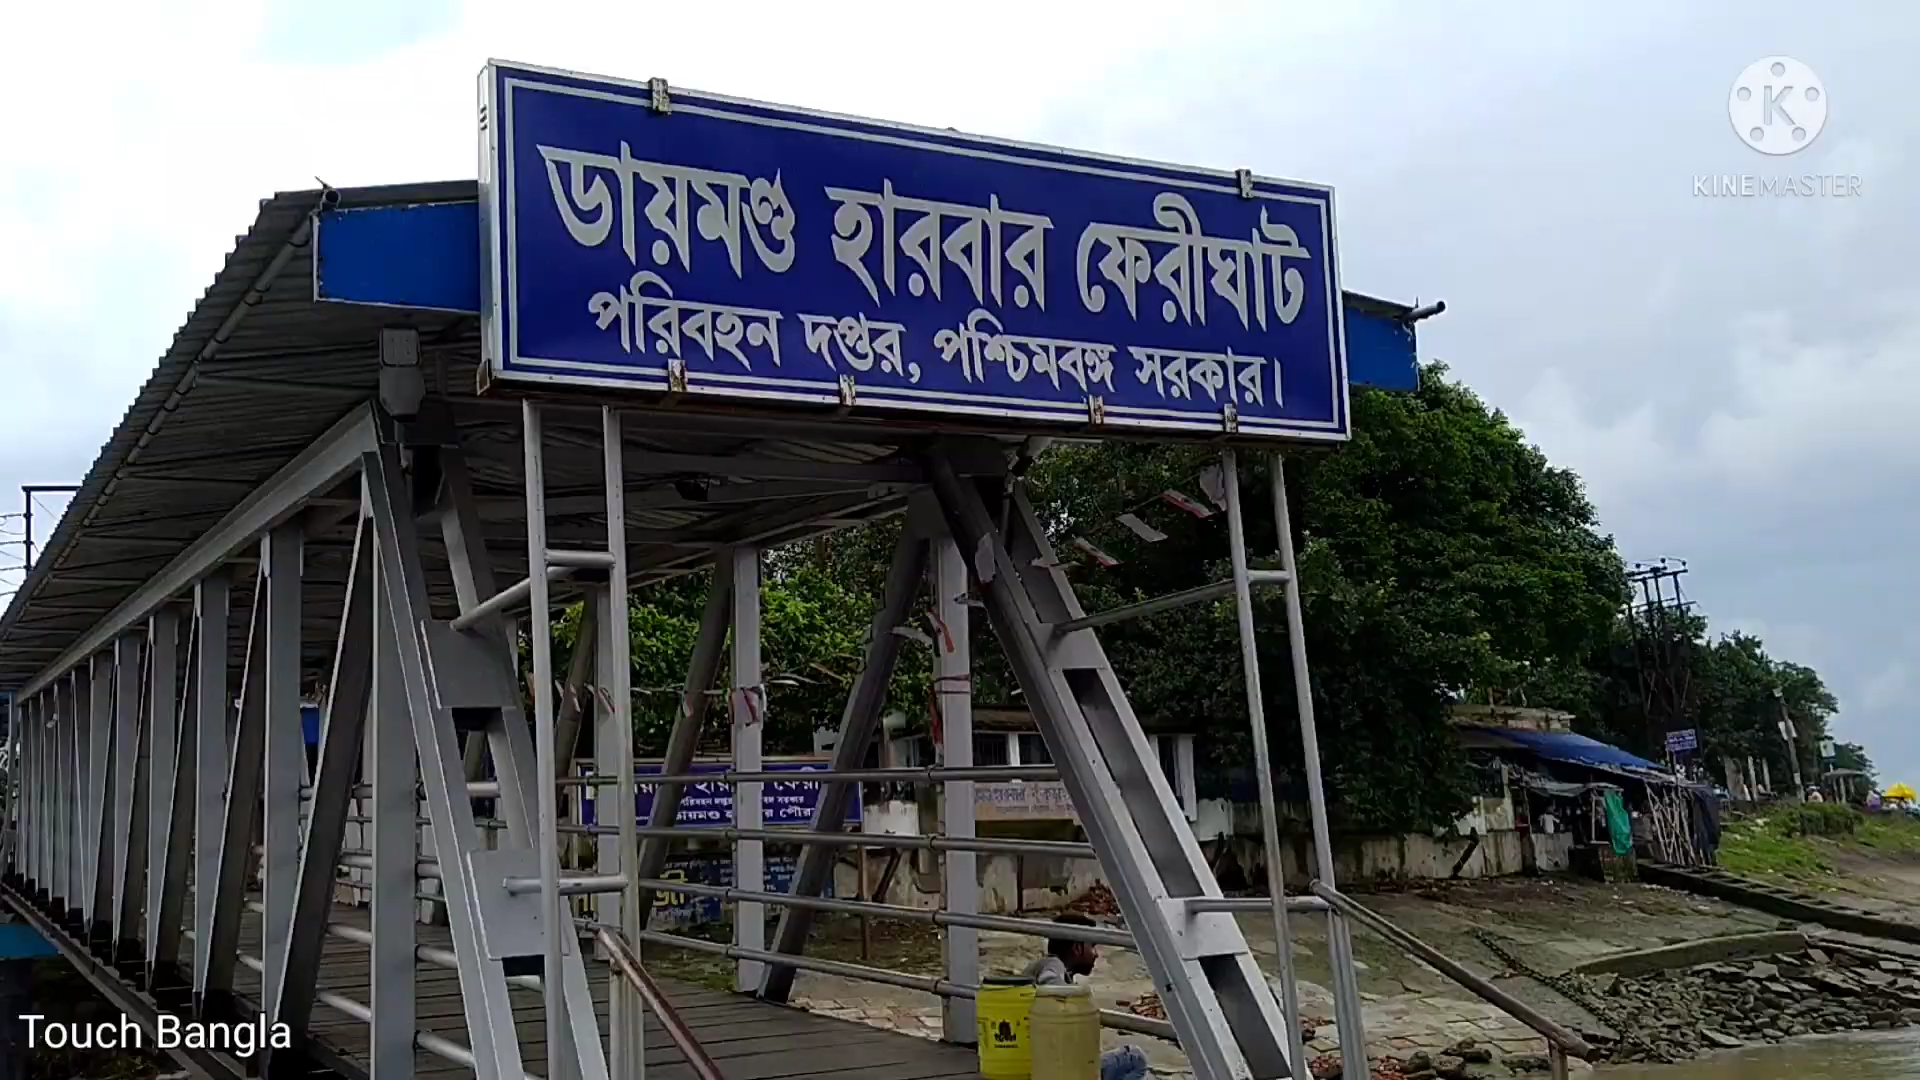 ডায়মণ্ড হারবার ফেরীঘাট
পরিবহন দপ্তর, পশ্চিমবঙ্গ সরকার।
K
KINEMASTER
Touch Bangla